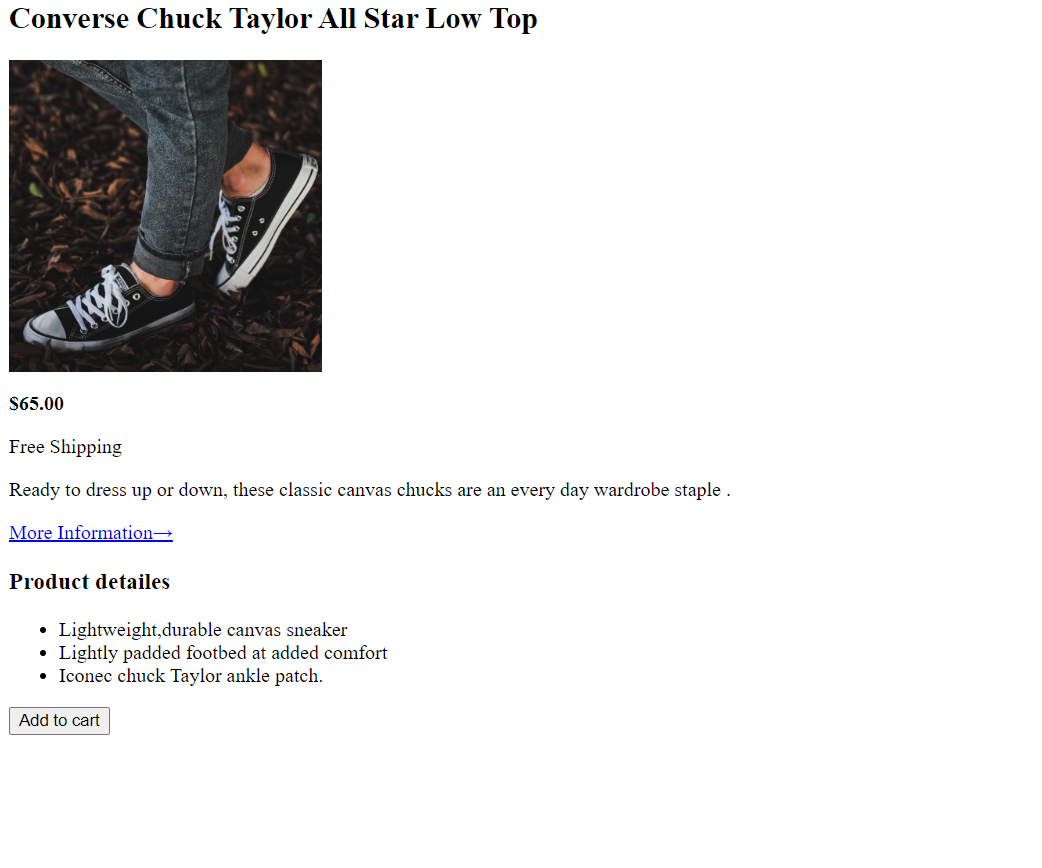 Converse Chuck Taylor All Star Low Top
$65.00
Free Shipping
Ready to dress up or down, these classic canvas chucks are an every day wardrobe staple .
More Information→
Product detailes
Lightweight,durable canvas sneaker
Lightly padded footbed at added comfort
Iconec chuck Taylor ankle patch.
Add to cart